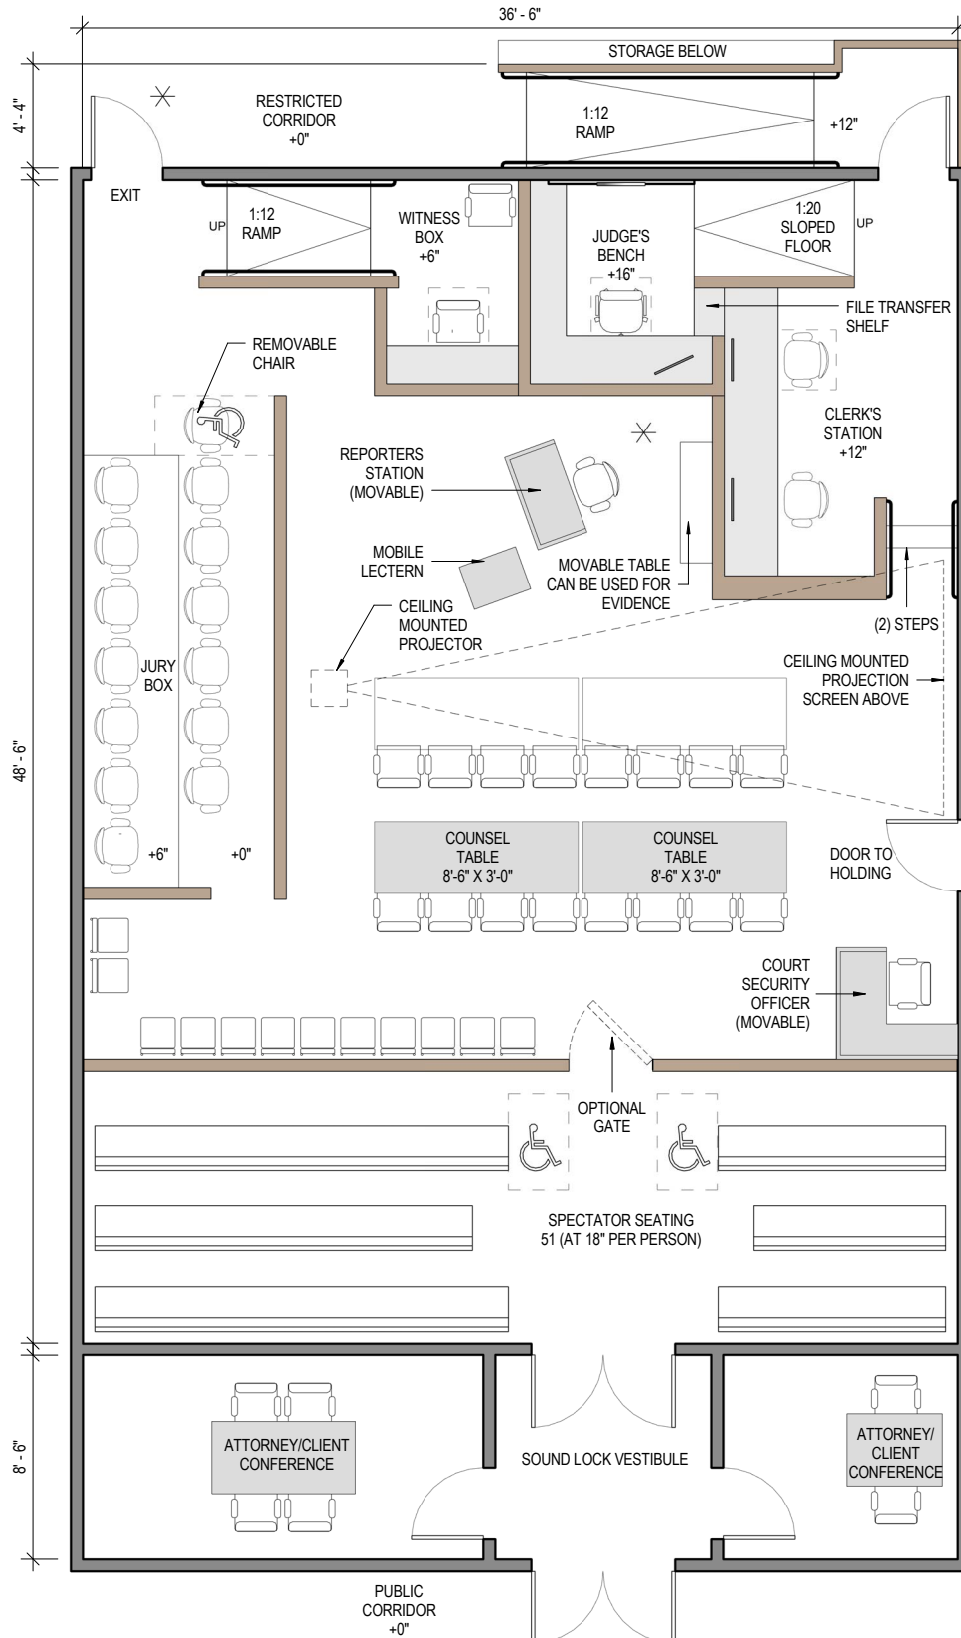 36' - 6"
STORAGE BELOW
4' - 4"
RESTRICTED
CORRIDOR
+0"
1:12
RAMP
+12"
EXIT
UP
1:12
RAMP
WITNESS
BOX
+6"
JUDGE'S
BENCH
+16"
1:20
SLOPED
FLOOR
UP
FILE TRANSFER
SHELF
REMOVABLE
CHAIR
CLERK'S
STATION
+12"
REPORTERS
STATION
(MOVABLE)
MOBILE
LECTERN
MOVABLE TABLE
CAN BE USED FOR
EVIDENCE
CEILING
MOUNTED
PROJECTOR
(2) STEPS
JURY
BOX
CEILING MOUNTED
PROJECTION
SCREEN ABOVE
48' - 6"
+6"
+0"
COUNSEL
TABLE
8'-6" X 3'-0"
COUNSEL
TABLE
8'-6" X 3'-0"
DOOR TO
HOLDING
COURT
SECURITY
OFFICER
(MOVABLE)
OPTIONAL
GATE
SPECTATOR SEATING
51 (AT 18" PER PERSON)
8' - 6"
ATTORNEY/CLIENT
CONFERENCE
SOUND LOCK VESTIBULE
ATTORNEY/
CLIENT
CONFERENCE
PUBLIC
CORRIDOR
+0"